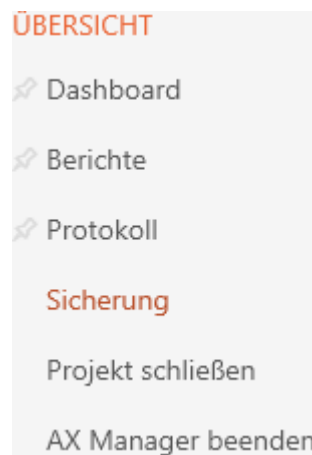 ÜBERSICHT
Dashboard
Berichte
Protokoll
Sicherung
Projekt schließen
AX Manager beenden